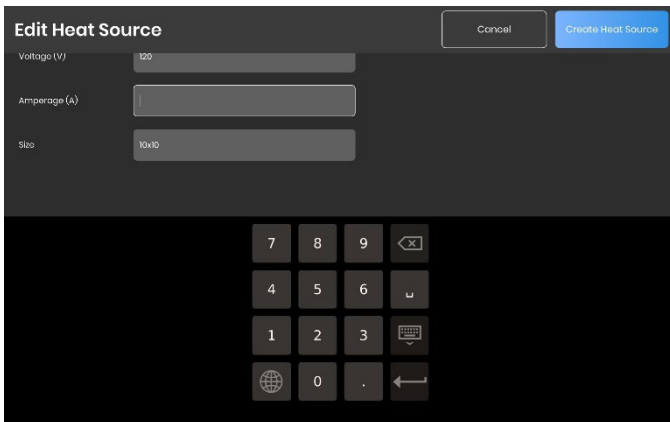 Edit Heat Source
Cancel
Create Heat Source
Voltage (V)
120
Amperage (A)
Size
10x10
7 8 9
4 5 6
1 2 3
0 .